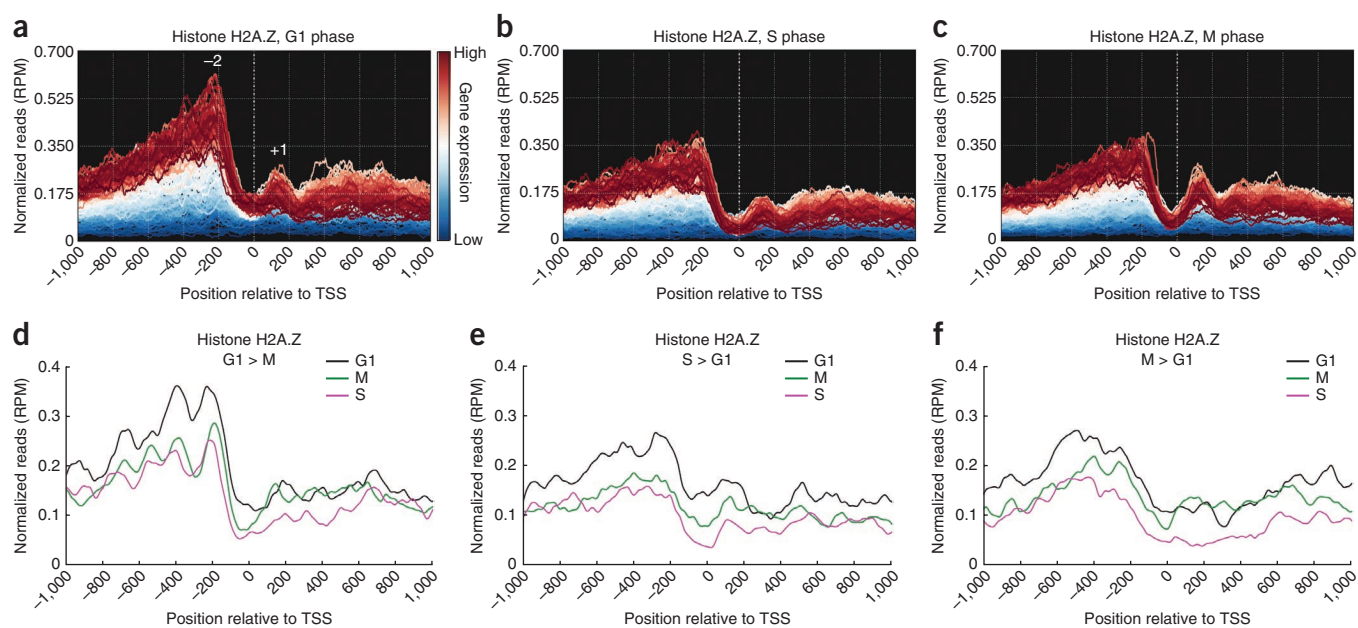 a
Histone H2A.Z, G1 phase
Normalized reads (RPM)
0.700
0.525
0.350
0.175
0
–2
+1
–1,000
–800
–600
–400
–200
0
200
400
600
800
1,000
Position relative to TSS
High
Gene expression
Low
b
Histone H2A.Z, S phase
Normalized reads (RPM)
0.700
0.525
0.350
0.175
0
–1,000
–800
–600
–400
–200
0
200
400
600
800
1,000
Position relative to TSS
c
Histone H2A.Z, M phase
Normalized reads (RPM)
0.700
0.525
0.350
0.175
0
–1,000
–800
–600
–400
–200
0
200
400
600
800
1,000
Position relative to TSS
d
Histone H2A.Z
G1 > M
G1
M
S
Normalized reads (RPM)
0.4
0.3
0.2
0.1
0
–1,000
–800
–600
–400
–200
0
200
400
600
800
1,000
Position relative to TSS
e
Histone H2A.Z
S > G1
G1
M
S
Normalized reads (RPM)
0.4
0.3
0.2
0.1
0
–1,000
–800
–600
–400
–200
0
200
400
600
800
1,000
Position relative to TSS
f
Histone H2A.Z
M > G1
G1
M
S
Normalized reads (RPM)
0.4
0.3
0.2
0.1
0
–1,000
–800
–600
–400
–200
0
200
400
600
800
1,000
Position relative to TSS